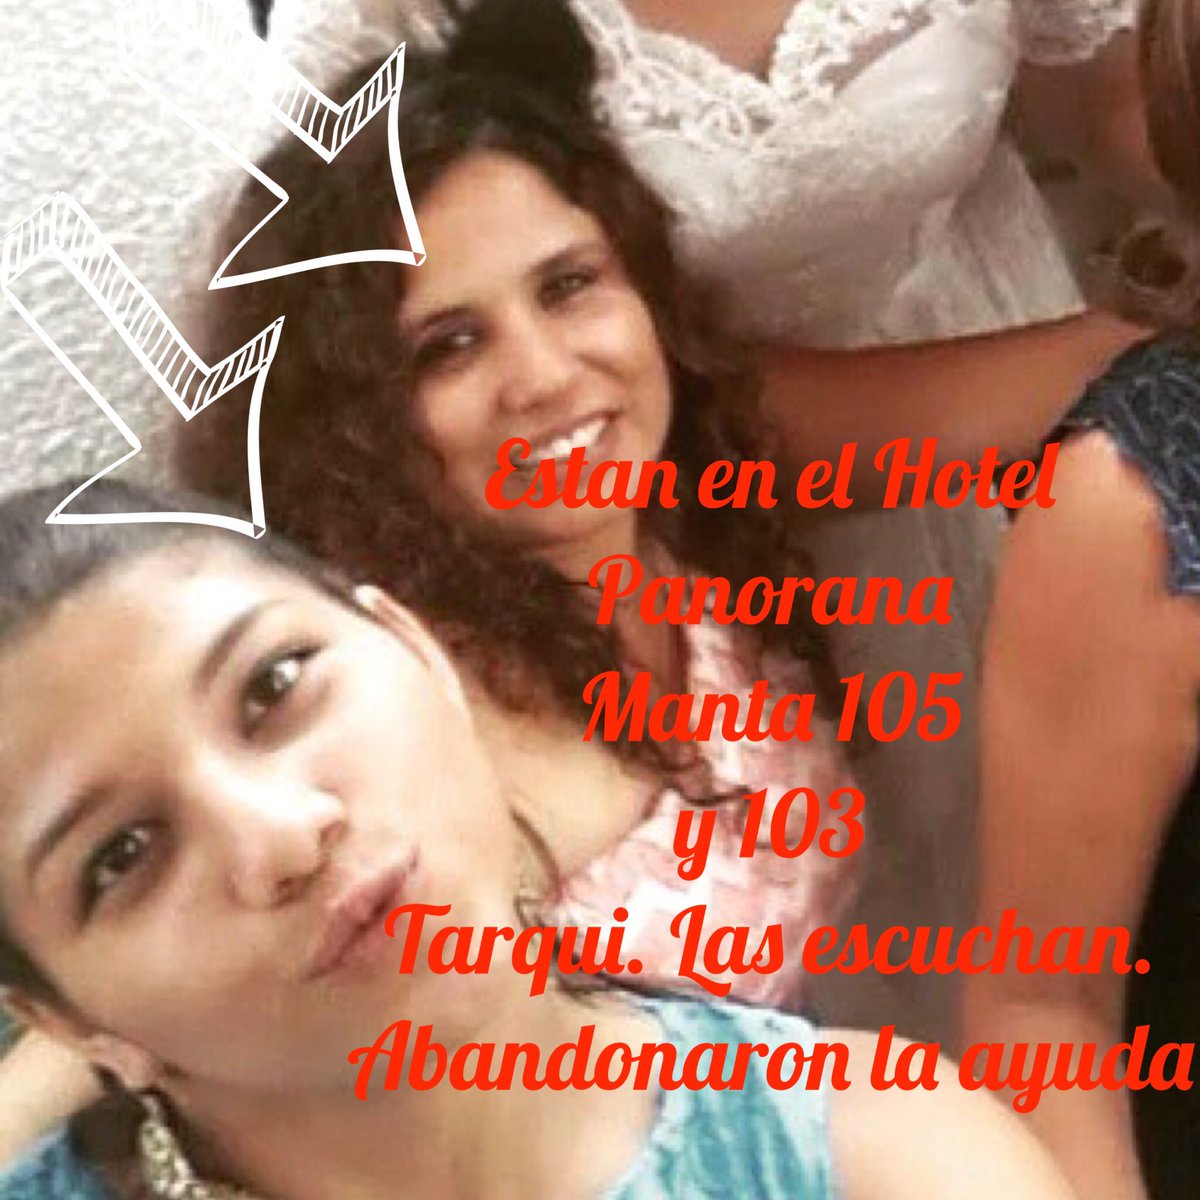 Estan en el Hotel
Panorana
Manta 105
y 103
Tarqui. Las escuchan.
Abandonaron la ayuda